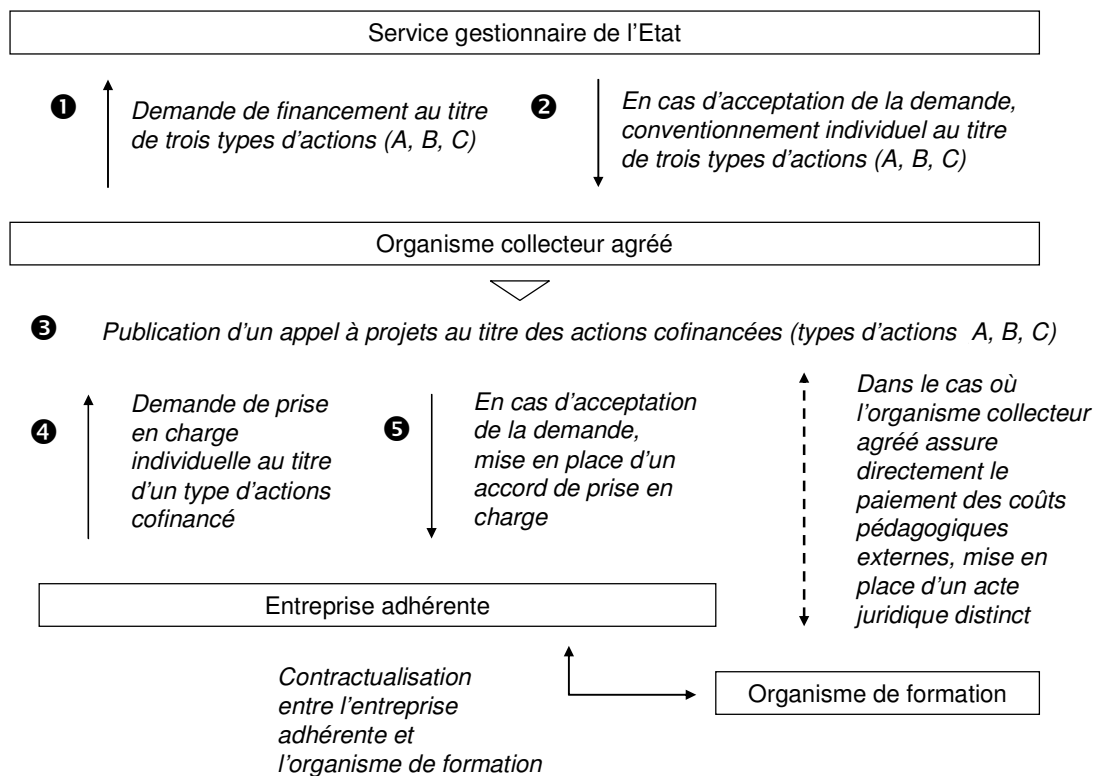 Service gestionnaire de l'Etat
❶
Demande de financement au titre
de trois types d'actions (A, B, C)
❷
En cas d'acceptation de la demande,
conventionnement individuel au titre
de trois types d'actions (A, B, C)
Organisme collecteur agréé
❸
Publication d'un appel à projets au titre des actions cofinancées (types d'actions A, B, C)
❹
Demande de prise
en charge
individuelle au titre
d'un type d'actions
cofinancé
❺
En cas d'acceptation
de la demande,
mise en place d'un
accord de prise en
charge
Dans le cas où
l'organisme collecteur
agréé assure
directement le
paiement des coûts
pédagogiques
externes, mise en
place d'un acte
juridique distinct
Entreprise adhérente
Contractualisation
entre l'entreprise
adhérente et
l'organisme de formation
Organisme de formation